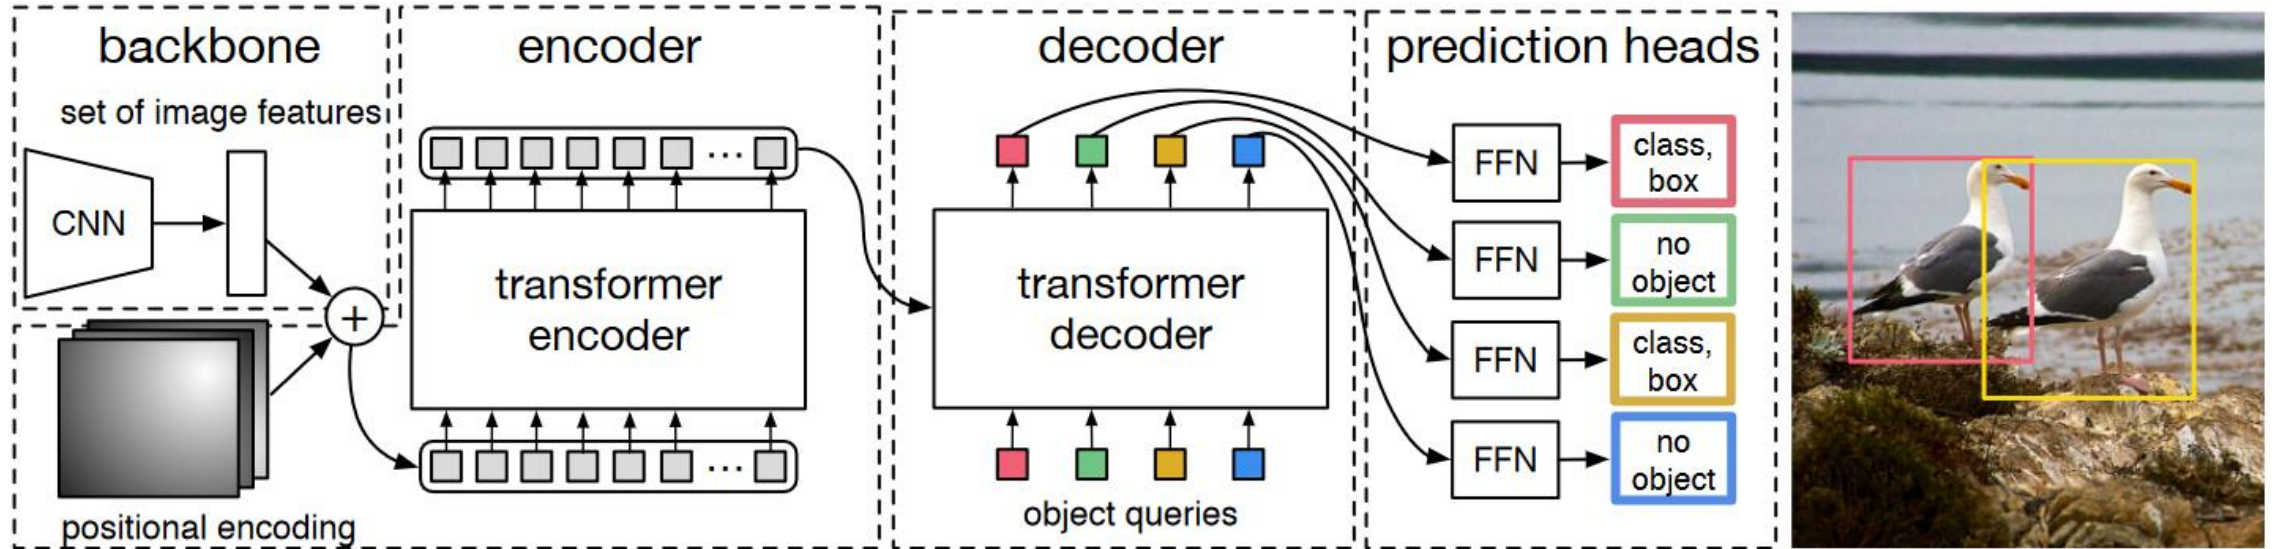 backbone
set of image features
CNN
+
positional encoding
encoder
...
transformer
encoder
...
decoder
transformer
decoder
object queries
prediction heads
FFN
class,
box
FFN
no
object
FFN
class,
box
FFN
no
object